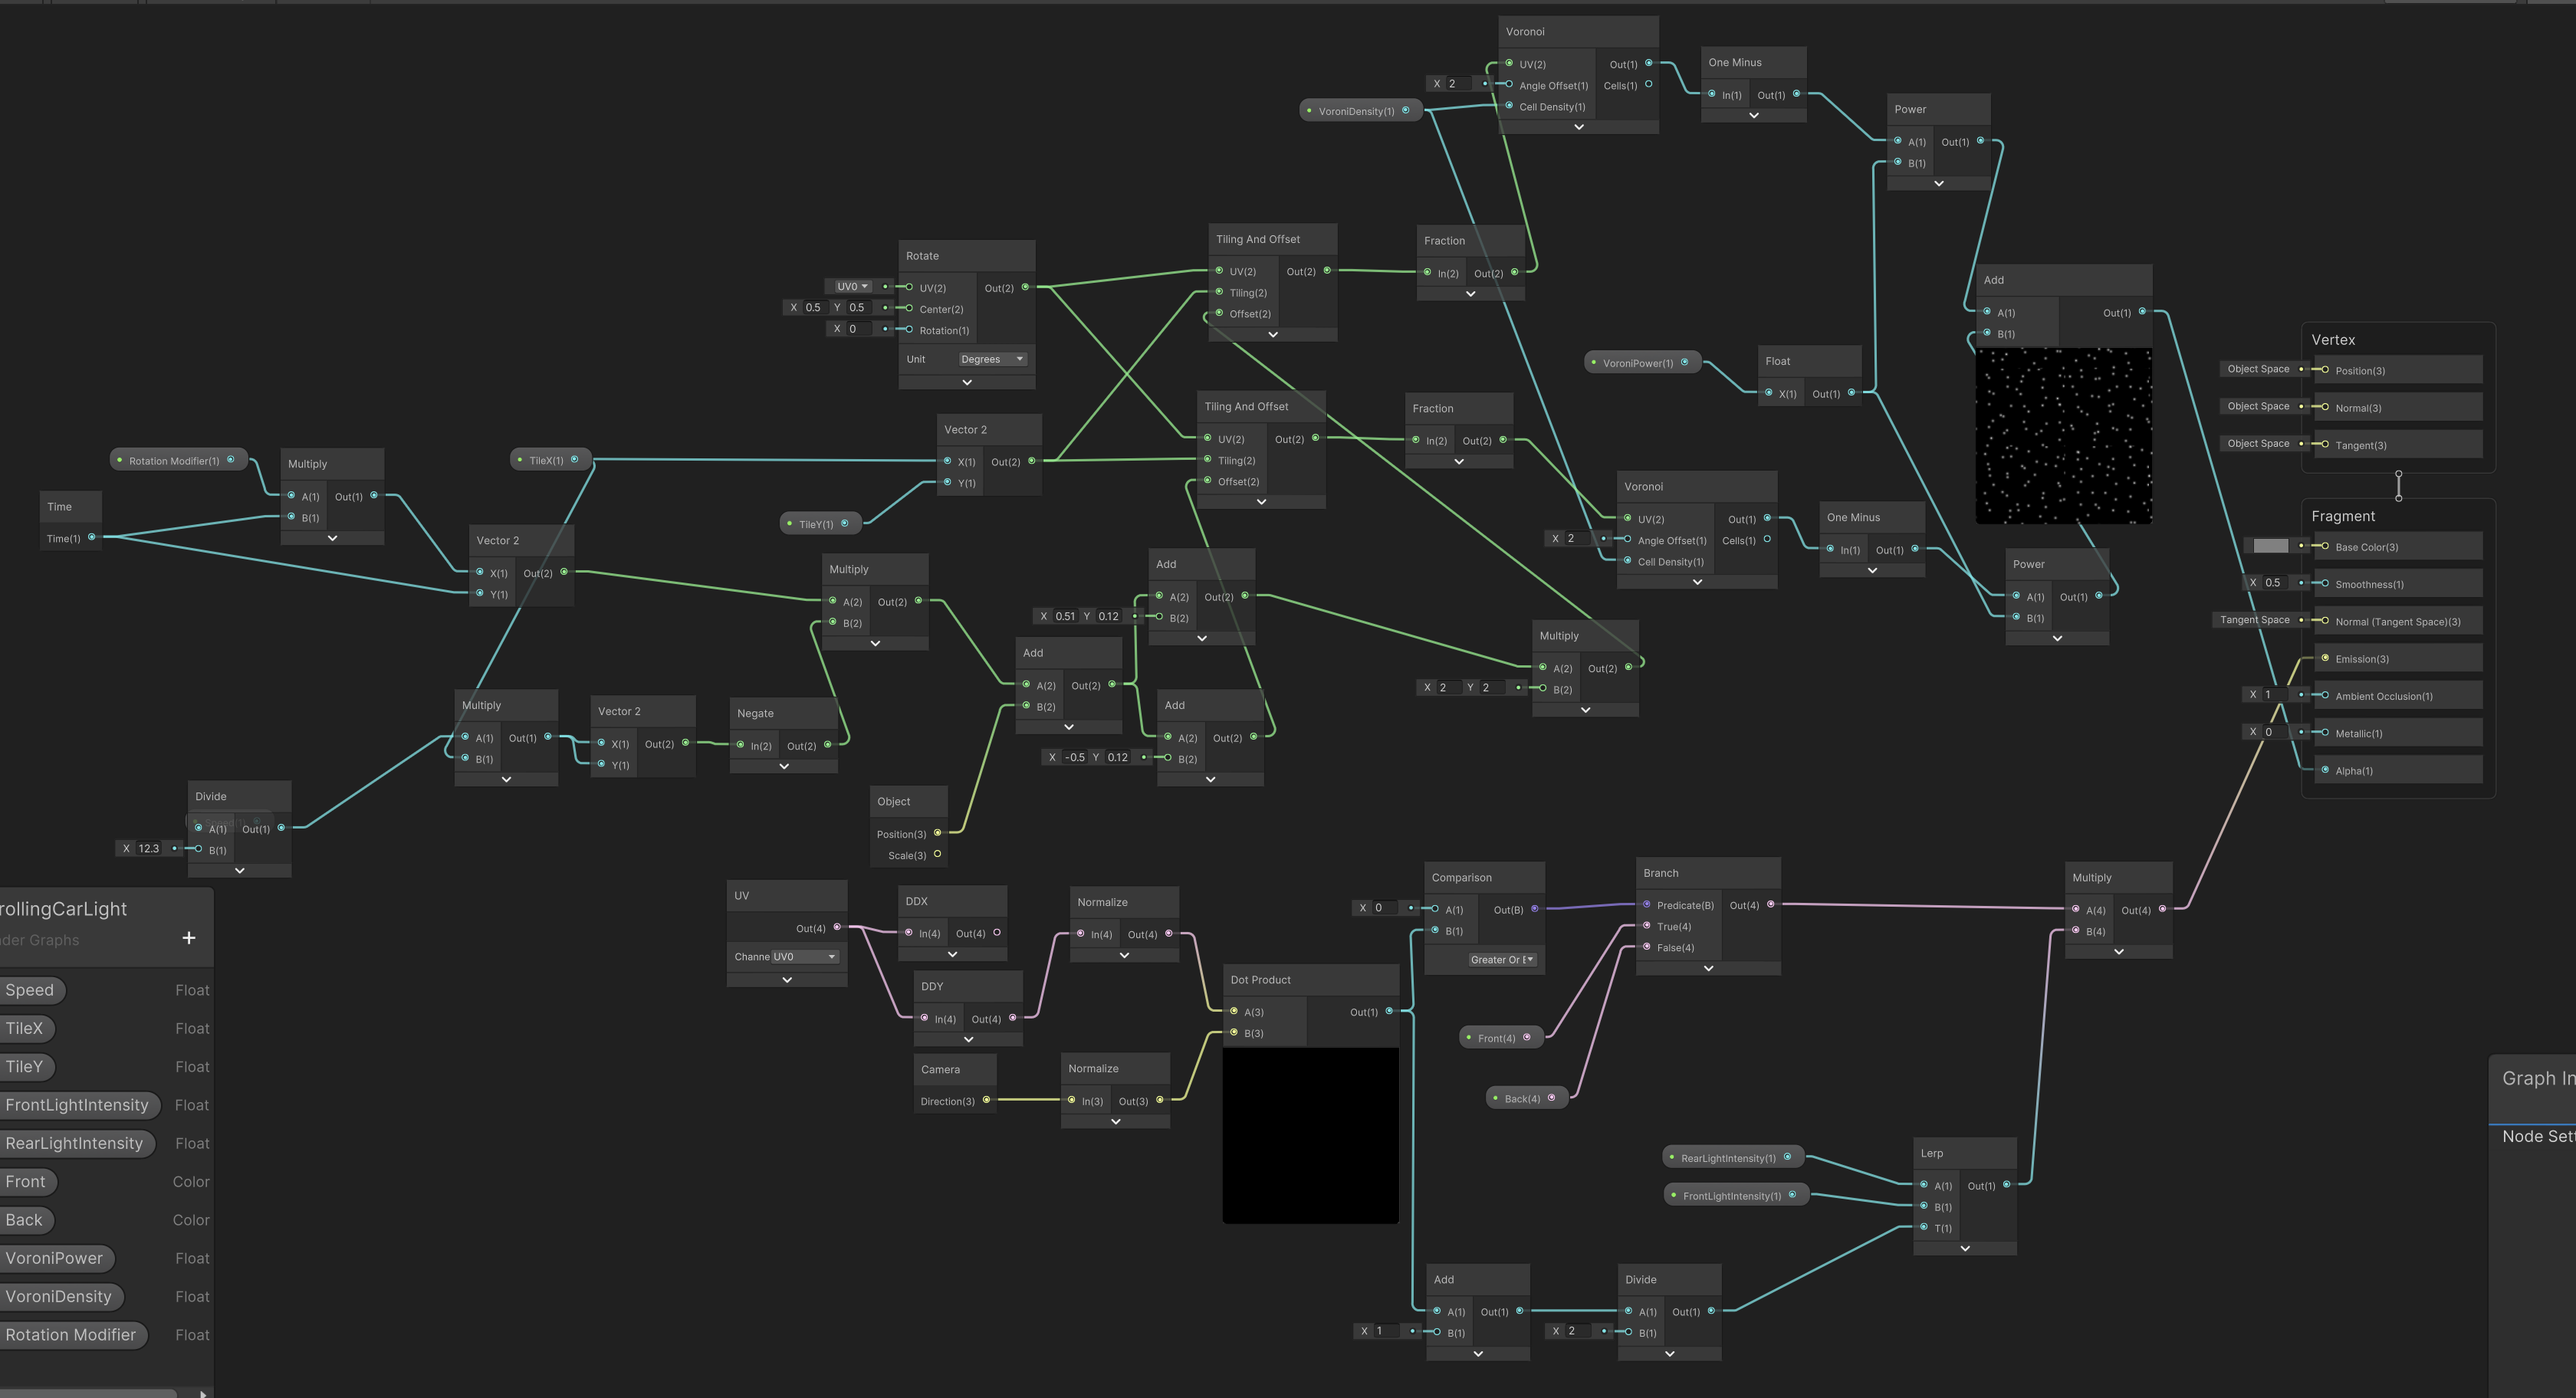 Voronoi
UV(2) Out(1)
X 2 Angle Offset(1) Cells(1)
Cell Density(1)
VoroniDensity(1)
One Minus
In(1) Out(1)
Power
A(1) Out(1)
B(1)
Rotate
UV0 UV(2) Out(2)
X 0.5 Y 0.5 Center(2)
X 0 Rotation(1)
Unit Degrees
Tiling And Offset
UV(2) Out(2)
Tiling(2)
Offset(2)
Fraction
In(2) Out(2)
Add
A(1) Out(1)
B(1)
VoroniPower(1)
Float
X(1) Out(1)
Vertex
Object Space Position(3)
Object Space Normal(3)
Object Space Tangent(3)
Fragment
Base Color(3)
X 0.5 Smoothness(1)
Tangent Space Normal (Tangent Space)(3)
Emission(3)
X 1 Ambient Occlusion(1)
X 0 Metallic(1)
Alpha(1)
Tiling And Offset
UV(2) Out(2)
Tiling(2)
Offset(2)
Fraction
In(2) Out(2)
Rotation Modifier(1)
Multiply
A(1) Out(1)
B(1)
TileX(1)
Vector 2
X(1) Out(2)
Y(1)
TileY(1)
Time
Time(1)
Vector 2
X(1) Out(2)
Y(1)
Voronoi
UV(2) Out(1)
X 2 Angle Offset(1) Cells(1)
Cell Density(1)
One Minus
In(1) Out(1)
Power
A(1) Out(1)
B(1)
Multiply
A(2) Out(2)
B(2)
Add
A(2) Out(2)
X 0.51 Y 0.12 B(2)
Add
A(2) Out(2)
B(2)
Multiply
A(2) Out(2)
X 2 Y 2 B(2)
Multiply
A(1) Out(1)
B(1)
Vector 2
X(1) Out(2)
Y(1)
Negate
In(2) Out(2)
Add
A(2) Out(2)
X -0.5 Y 0.12 B(2)
Divide
A(1) Out(1)
X 12.3 B(1)
Object
Position(3)
Scale(3)
UV
Out(4)
Channe UV0
DDX
In(4) Out(4)
Normalize
In(4) Out(4)
DDY
In(4) Out(4)
Camera
Direction(3)
Normalize
In(3) Out(3)
Dot Product
A(3) Out(1)
B(3)
Comparison
X 0 A(1) Out(B)
B(1)
Greater Or E
Branch
Predicate(B) Out(4)
True(4)
False(4)
Front(4)
Back(4)
Multiply
A(4) Out(4)
B(4)
RearLightIntensity(1)
FrontLightIntensity(1)
Lerp
A(1) Out(1)
B(1)
T(1)
Add
A(1) Out(1)
X 1 B(1)
Divide
A(1) Out(1)
X 2 B(1)
rollingCarLight
der Graphs
+
Speed Float
TileX Float
TileY Float
FrontLightIntensity Float
RearLightIntensity Float
Front Color
Back Color
VoroniPower Float
VoroniDensity Float
Rotation Modifier Float
Graph In
Node Sett